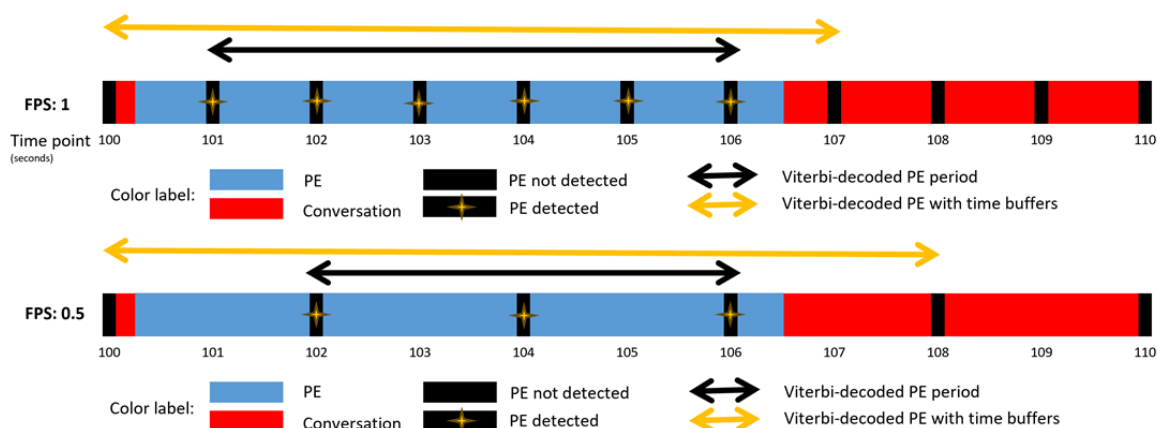 FPS: 1
Time point 100 101 102 103 104 105 106 107 108 109 110
(seconds)
Color label: PE PE not detected Viterbi-decoded PE period
Conversation PE detected Viterbi-decoded PE with time buffers
FPS: 0.5
100 101 102 103 104 105 106 107 108 109 110
Color label: PE PE not detected Viterbi-decoded PE period
Conversation PE detected Viterbi-decoded PE with time buffers